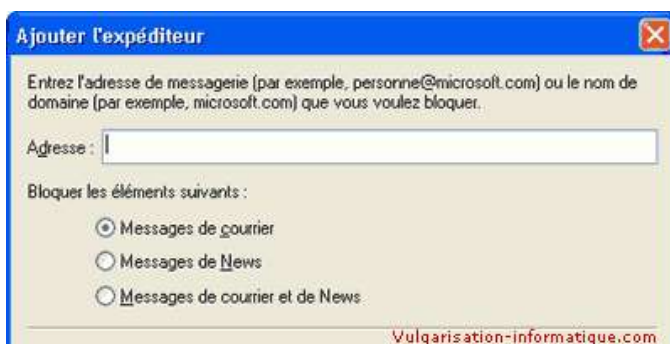 Ajouter l'expéditeur
Entrez l'adresse de messagerie (par exemple, personne@microsoft.com) ou le nom de
domaine (par exemple, microsoft.com) que vous voulez bloquer.
Adresse :
Bloquer les éléments suivants :
Messages de courrier
Messages de News
Messages de courrier et de News
Vulgarisation-informatique.com